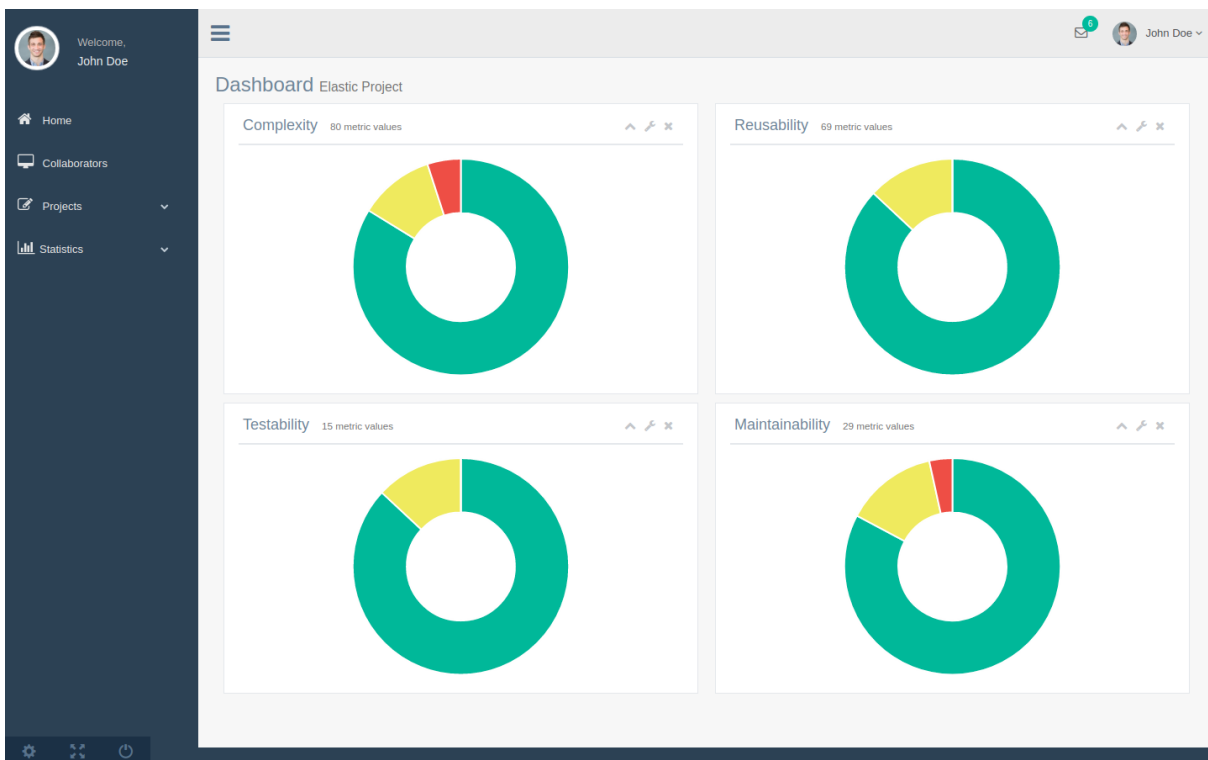 Welcome,
John Doe
Home
Collaborators
Projects
Statistics
6
John Doe
Dashboard Elastic Project
Complexity 80 metric values
Reusability 69 metric values
Testability 15 metric values
Maintainability 29 metric values